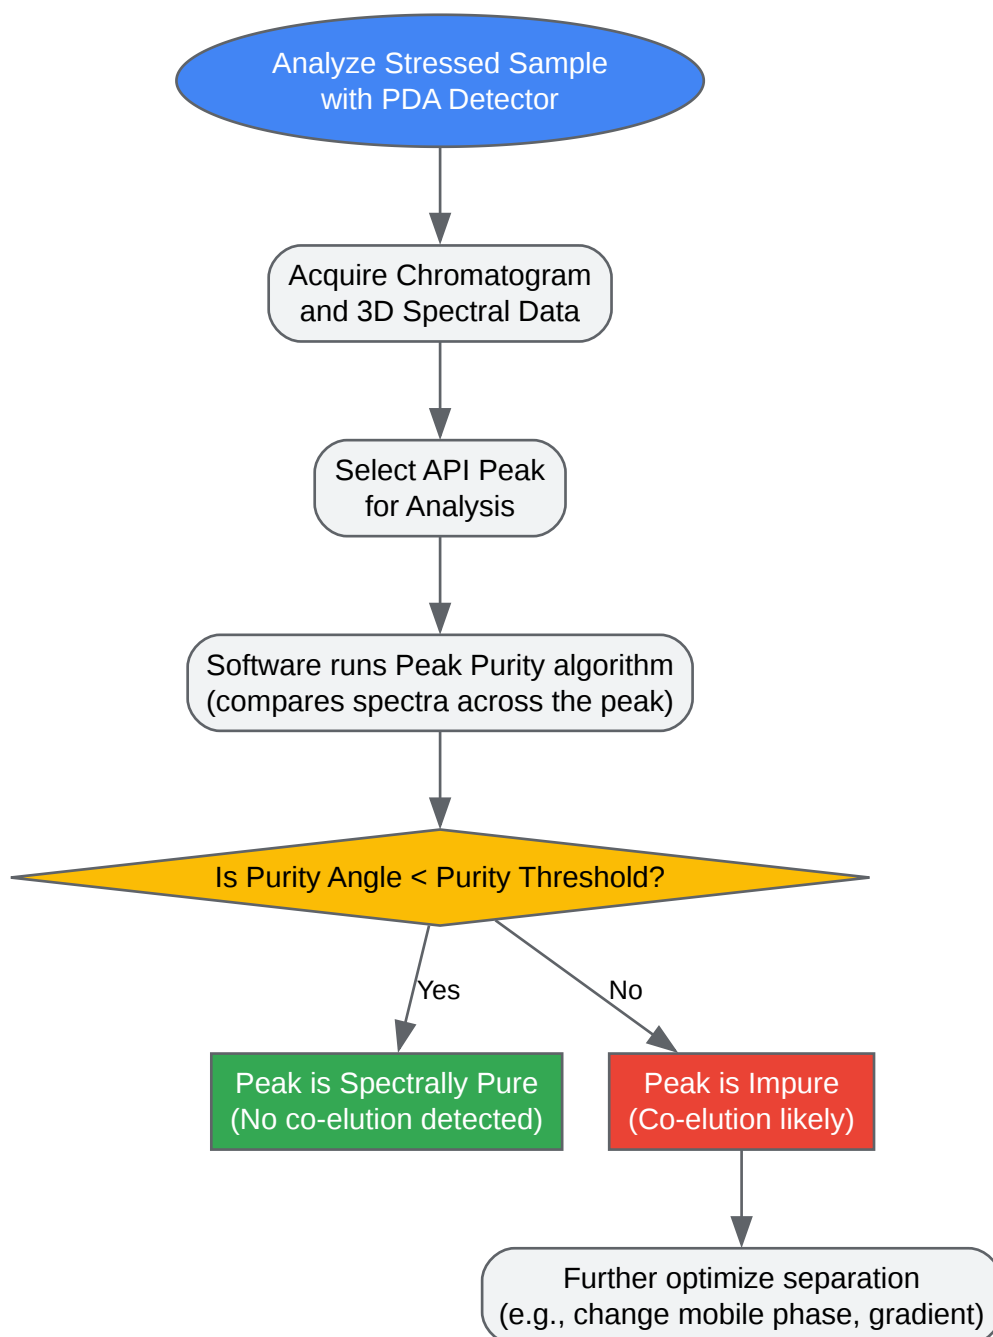 Analyze Stressed Sample
with PDA Detector
Acquire Chromatogram
and 3D Spectral Data
Select API Peak
for Analysis
Software runs Peak Purity algorithm
(compares spectra across the peak)
Is Purity Angle < Purity Threshold?
Yes
No
Peak is Spectrally Pure
(No co-elution detected)
Peak is Impure
(Co-elution likely)
Further optimize separation
(e.g., change mobile phase, gradient)